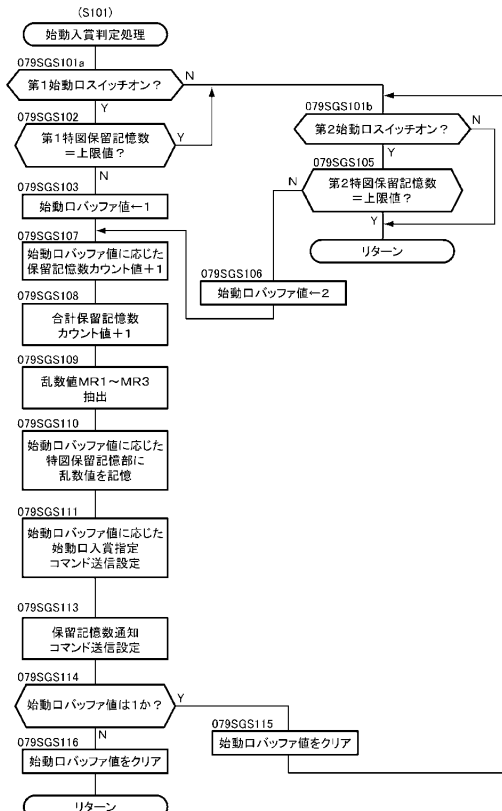 (S101)
始動入賞判定処理
079SGS101a
第1始動口スイッチオン?
N
Y
079SGS102
第1特図保留記憶数
=上限値?
Y
N
079SGS103
始動口バッファ値←1
079SGS107
始動口バッファ値に応じた
保留記憶数カウント値+1
079SGS108
合計保留記憶数
カウント値+1
079SGS109
乱数値MR1~MR3
抽出
079SGS110
始動口バッファ値に応じた
特図保留記憶部に
乱数値を記憶
079SGS111
始動口バッファ値に応じた
始動口入賞指定
コマンド送信設定
079SGS113
保留記憶数通知
コマンド送信設定
079SGS114
始動口バッファ値は1か?
Y
N
079SGS116
始動口バッファ値をクリア
リターン
079SGS115
始動口バッファ値をクリア
079SGS101b
第2始動口スイッチオン?
N
Y
079SGS105
第2特図保留記憶数
=上限値?
N
Y
リターン
079SGS106
始動口バッファ値←2